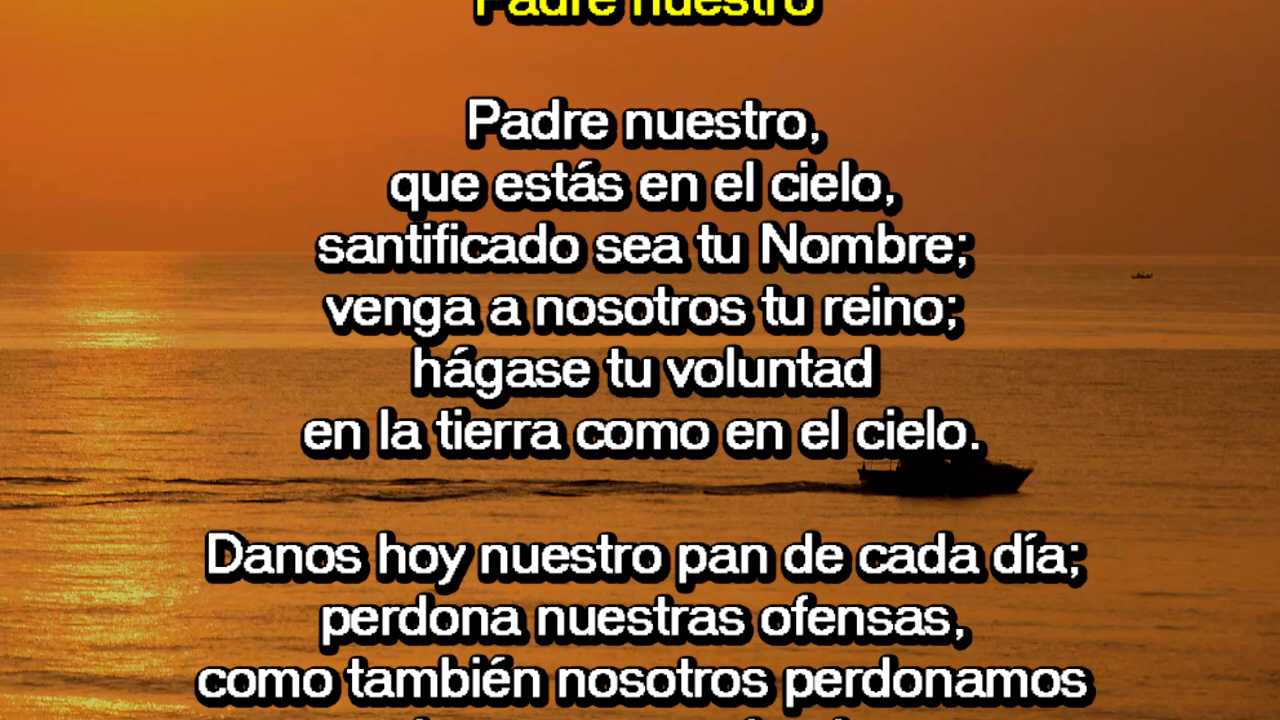 Padre nuestro
Padre nuestro,
que estás en el cielo,
santificado sea tu Nombre;
venga a nosotros tu reino;
hágase tu voluntad
en la tierra como en el cielo.
Danos hoy nuestro pan de cada día;
perdona nuestras ofensas,
como también nosotros perdonamos